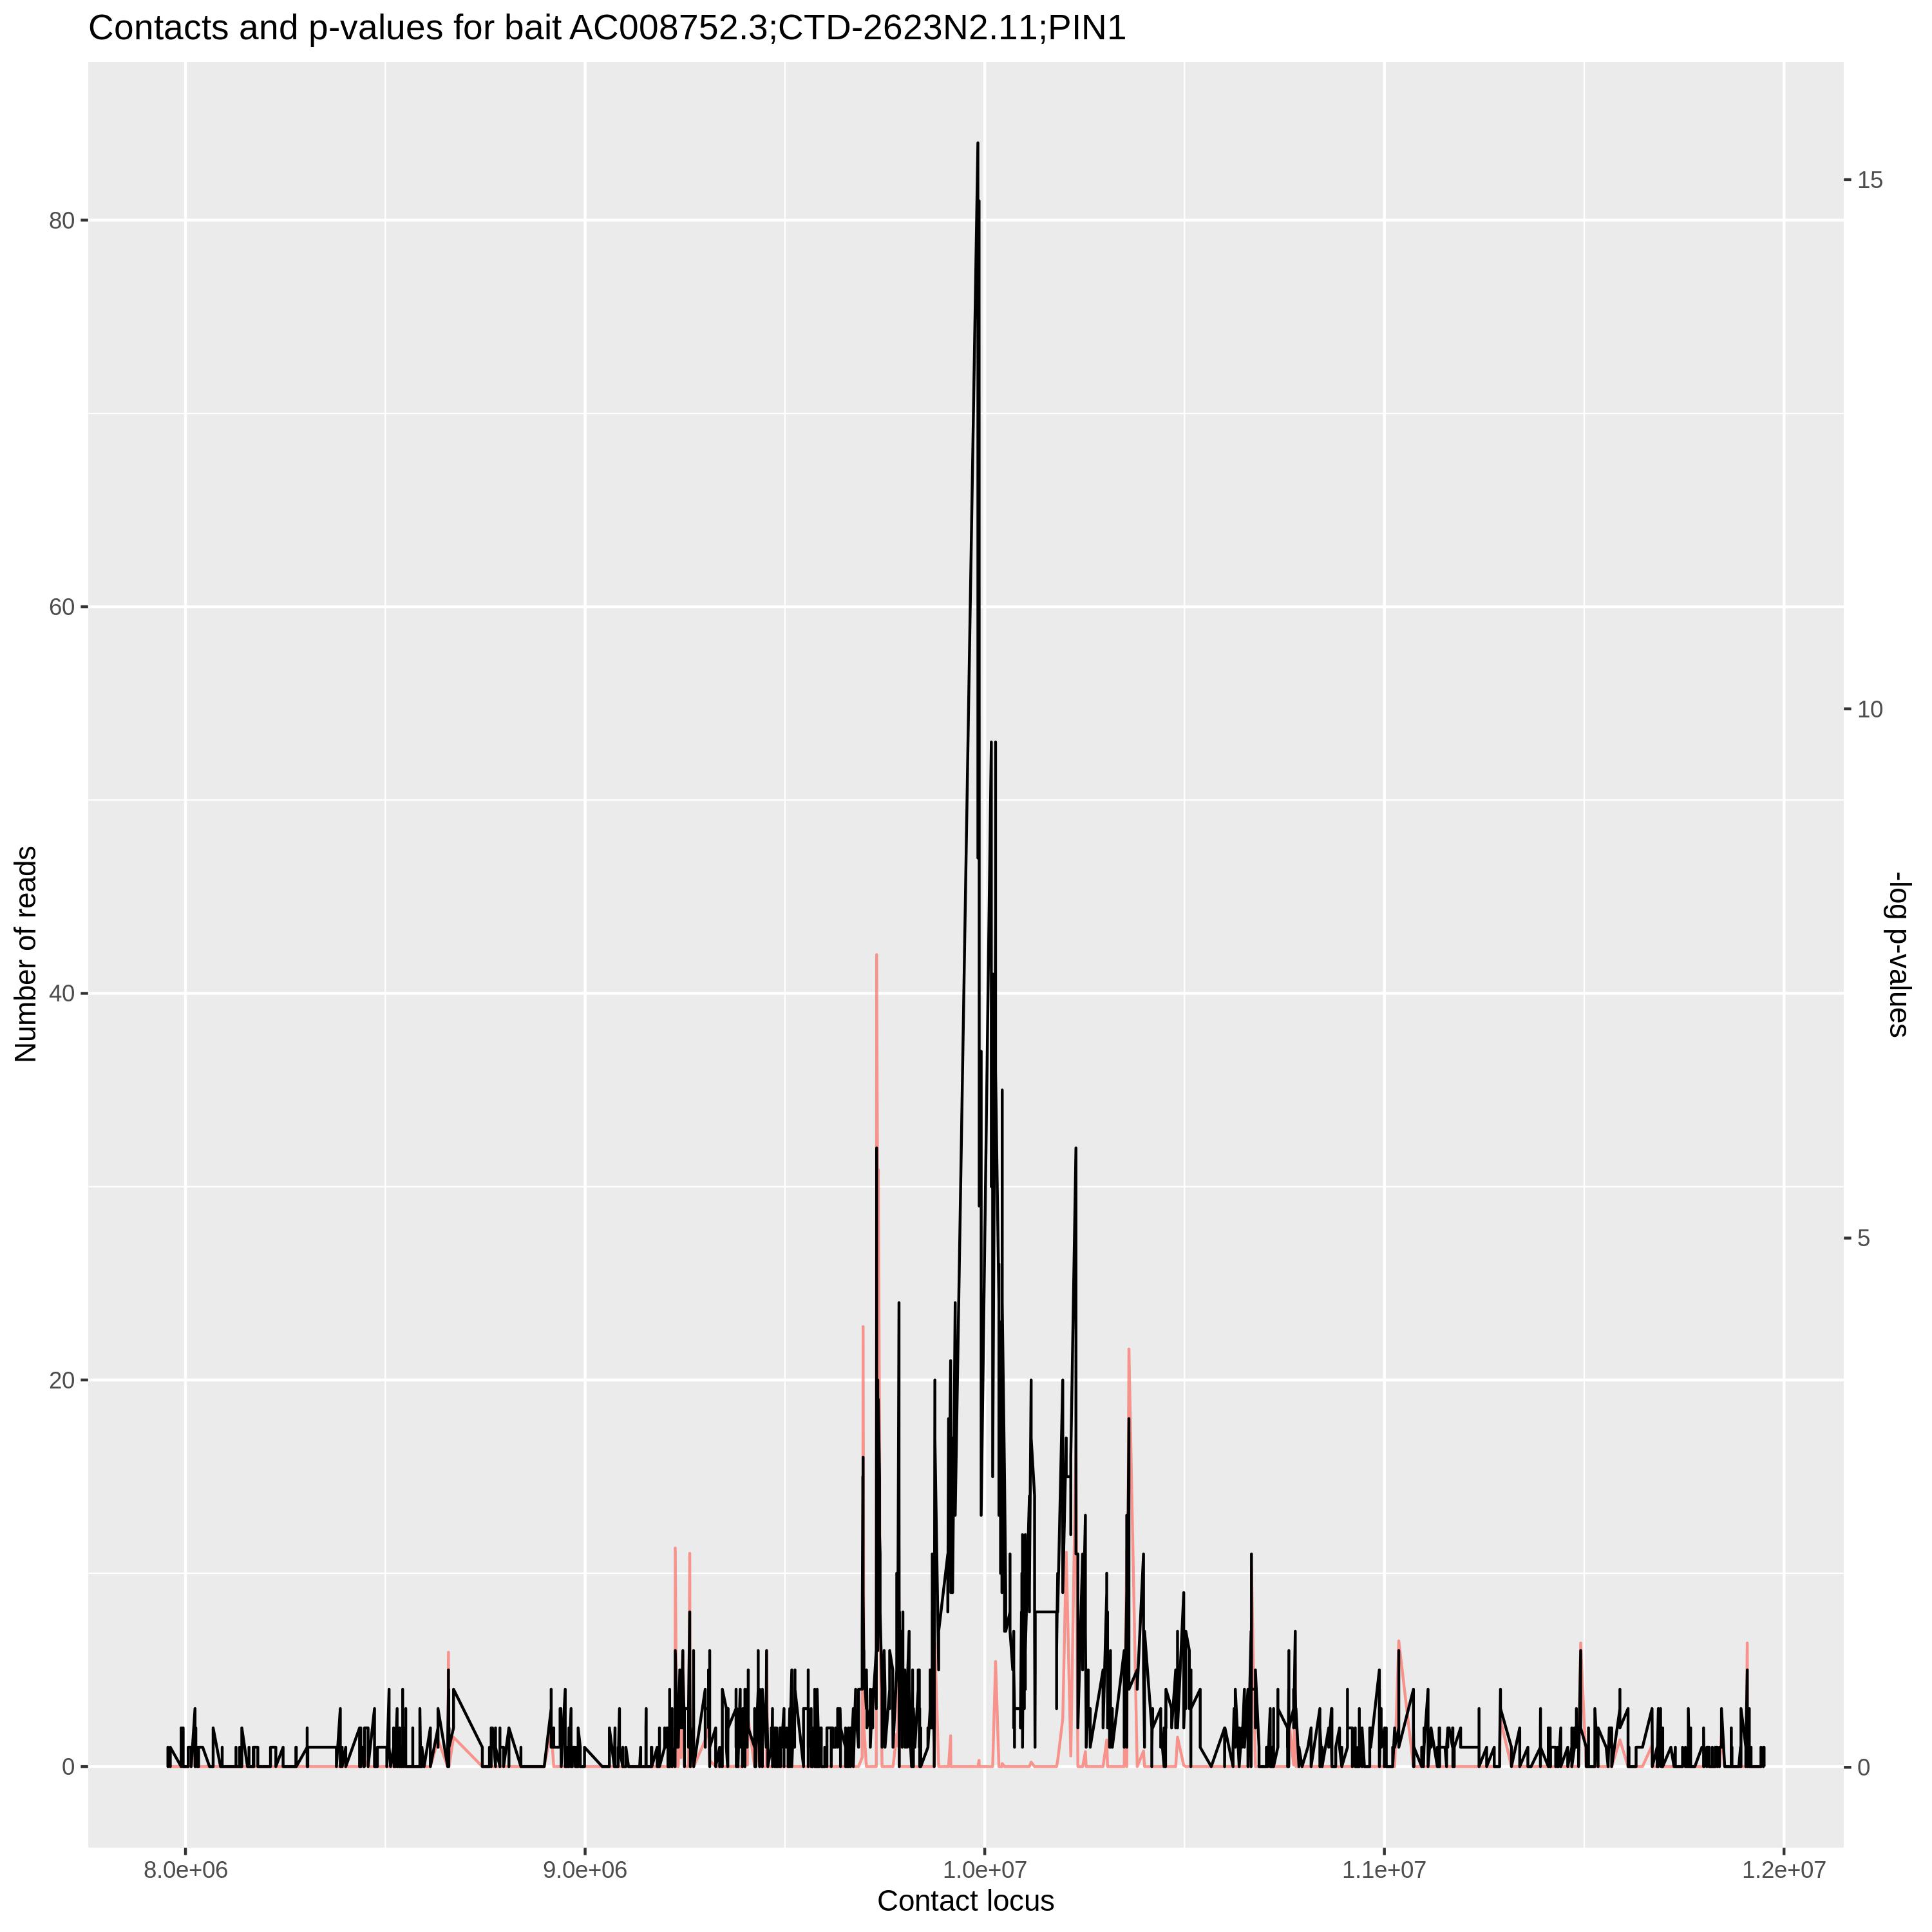 Contacts and p-values for bait AC008752.3;CTD-2623N2.11;PIN1
80
60
40
20
0
Number of reads
15
10
5
0
-log p-values
8.0e+06
9.0e+06
1.0e+07
1.1e+07
1.2e+07
Contact locus